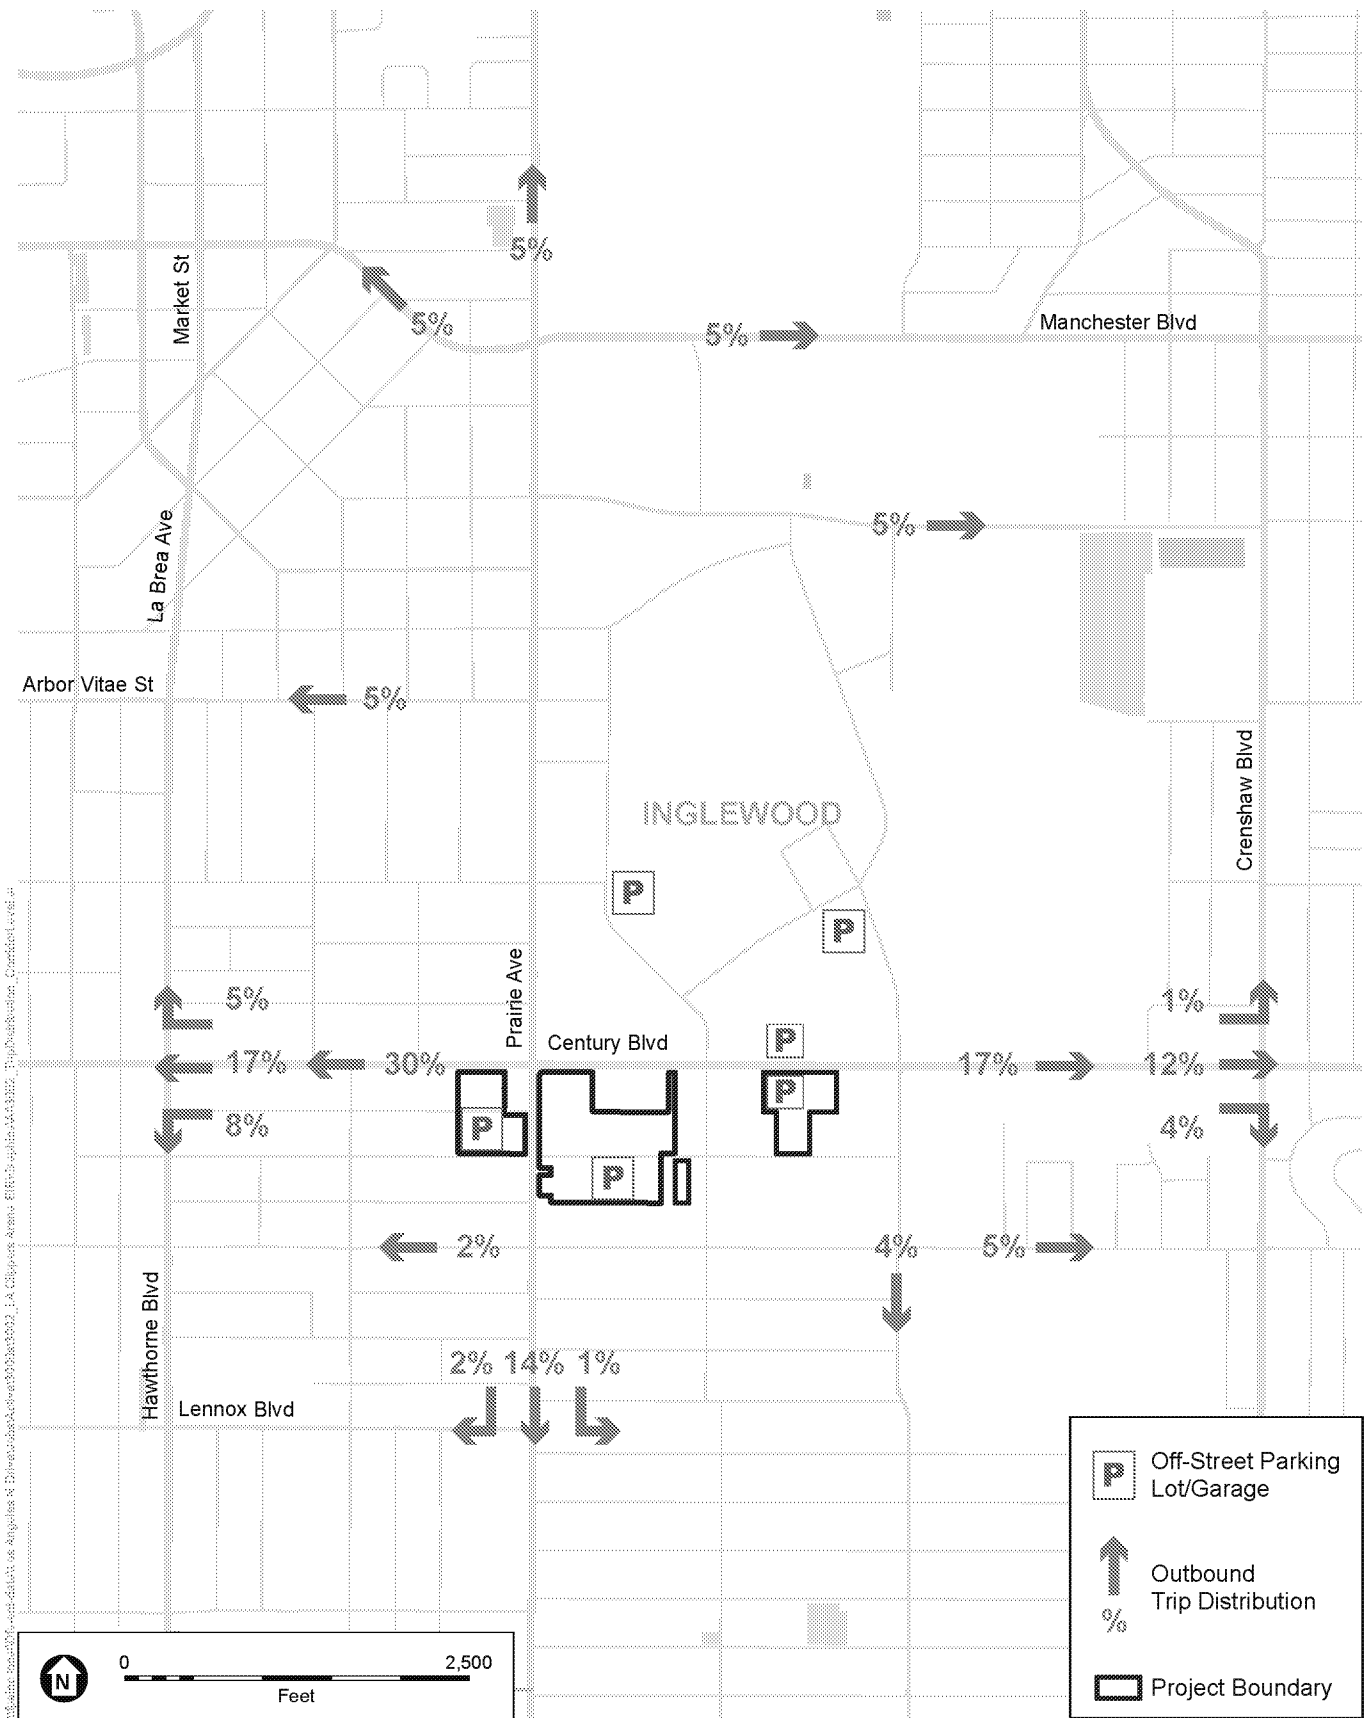 5%
Market St
5%
5%
Manchester Blvd
5%
La Brea Ave
Arbor Vitae St
5%
Crenshaw Blvd
INGLEWOOD
P
P
Prairie Ave
5%
1%
P
Century Blvd
17%
30%
17%
12%
P
8%
P
4%
P
2%
4%
5%
Hawthorne Blvd
2% 14% 1%
Lennox Blvd
P Off-Street Parking
Lot/Garage
Outbound
Trip Distribution
%
Project Boundary
N
0 2,500
Feet